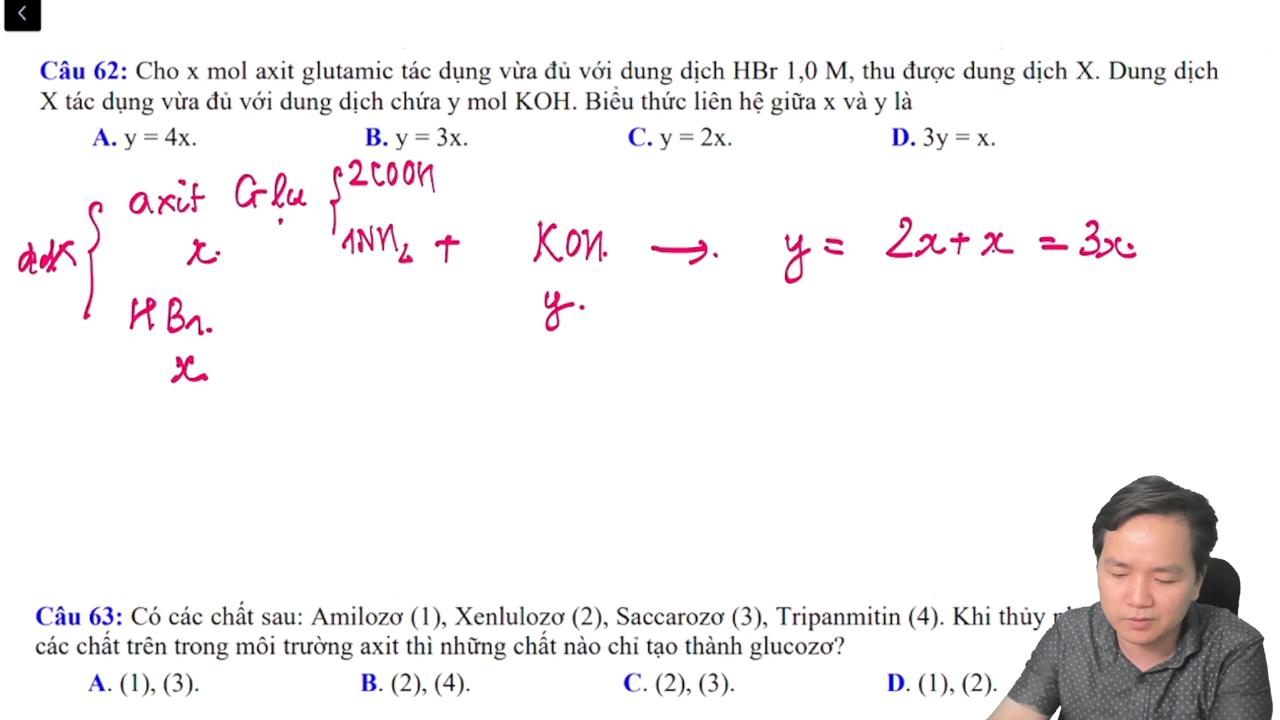 Câu 62: Cho x mol axit glutamic tác dụng vừa đủ với dung dịch HBr 1,0 M, thu được dung dịch X. Dung dịch
X tác dụng vừa đủ với dung dịch chứa y mol KOH. Biểu thức liên hệ giữa x và y là
A. y = 4x. B. y = 3x. C. y = 2x. D. 3y = x.
2COOH
axit Glu
ddX x. 1NH₂ + KOH. → y = 2x + x = 3x.
HBr. y.
x
Câu 63: Có các chất sau: Amilozơ (1), Xenlulozơ (2), Saccarozơ (3), Tripanmitin (4). Khi thủy
các chất trên trong môi trường axit thì những chất nào chỉ tạo thành glucozơ?
A. (1), (3). B. (2), (4). C. (2), (3). D. (1), (2).